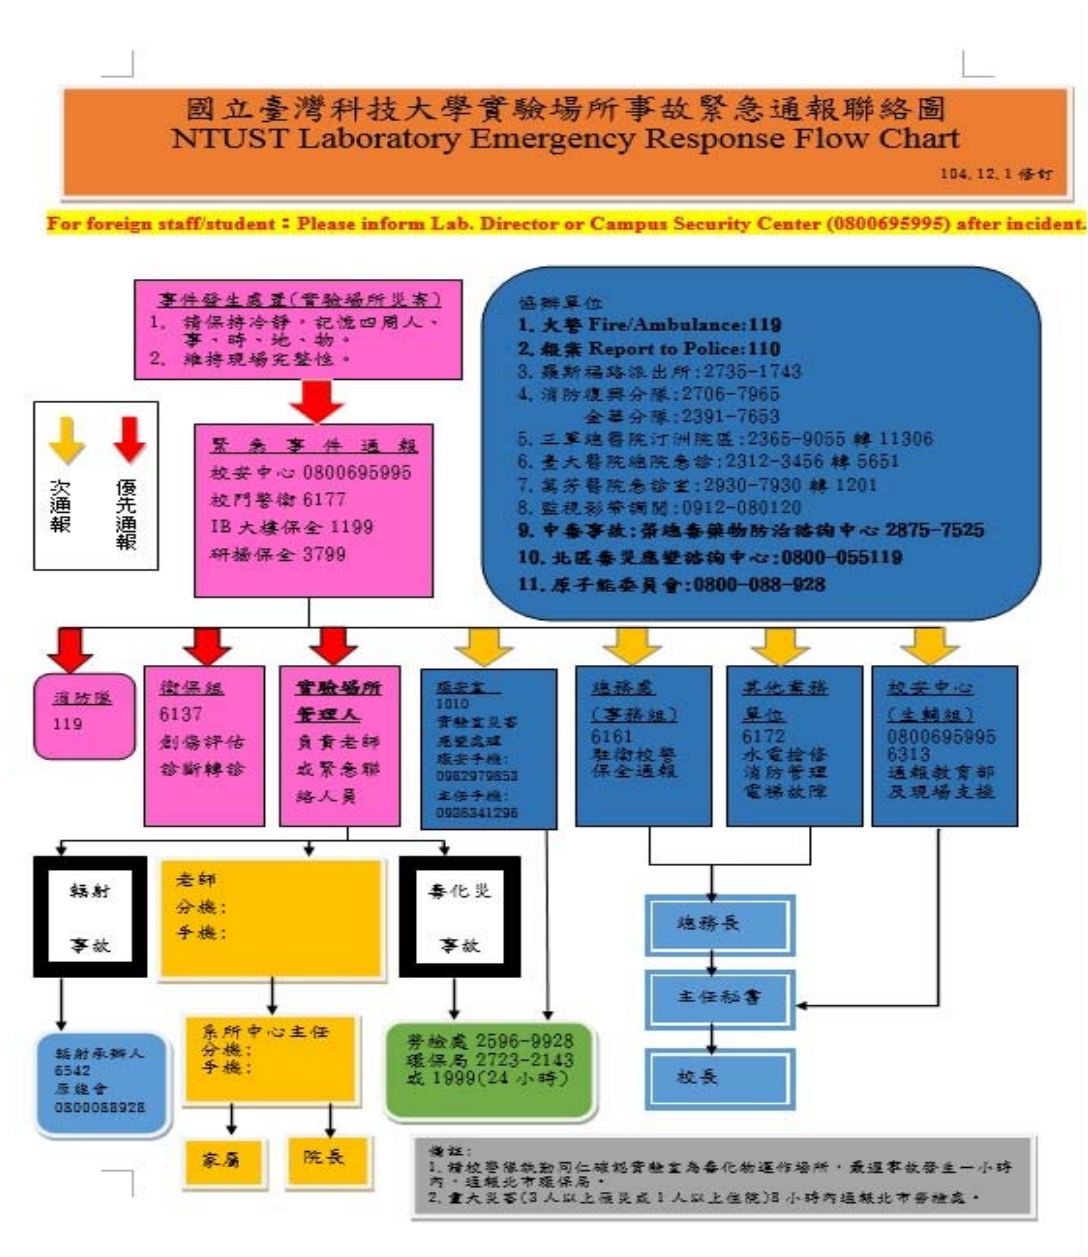 國立臺灣科技大學實驗場所事故緊急通報聯絡圖
NTUST Laboratory Emergency Response Flow Chart
104.12.1 修訂
For foreign staff/student：Please inform Lab. Director or Campus Security Center (0800695995) after incident.
事件發生處置(實驗場所災害)
1. 請保持冷靜，記憶四周人、
事、時、地、物。
2. 維持現場完整性。
協辦單位
1. 火警 Fire/Ambulance:119
2. 報案 Report to Police:110
3. 羅斯福路派出所:2735-1743
4. 消防復興分隊:2706-7965
金華分隊:2391-7653
5. 三軍總醫院汀洲院區:2365-9055 轉 11306
6. 臺大醫院總院急診:2312-3456 轉 5651
7. 萬芳醫院急診室:2930-7930 轉 1201
8. 監視影帶調閱:0912-080120
9. 中毒事故:榮總毒藥物防治諮詢中心 2875-7525
10. 北區毒災應變諮詢中心:0800-055119
11. 原子能委員會:0800-088-928
次通報
優先通報
緊急事件通報
校安中心 0800695995
校門警衛 6177
IB 大樓保全 1199
研揚保全 3799
消防隊
119
衛保組
6137
創傷評估
診斷轉診
實驗場所
管理人
負責老師
或緊急聯
絡人員
環安室
1010
實驗室災害
應變處理
環安手機:
0982979853
主任手機:
0936341296
總務處
(事務組)
6161
駐衛校警
保全通報
其他業務
單位
6172
水電搶修
消防管理
電梯故障
校安中心
(生輔組)
0800695995
6313
通報教育部
及現場支援
輻射
事故
老師
分機:
手機:
毒化災
事故
總務長
主任秘書
校長
輻射承辦人
6542
原能會
0800088928
系所中心主任
分機:
手機:
勞檢處 2596-9928
環保局 2723-2143
或 1999(24 小時)
家屬
院長
備註:
1. 請校警隊執勤同仁確認實驗室為毒化物運作場所，最遲事故發生一小時
內，通報北市環保局。
2. 重大災害(3 人以上罹災或 1 人以上住院)8 小時內通報北市勞檢處。